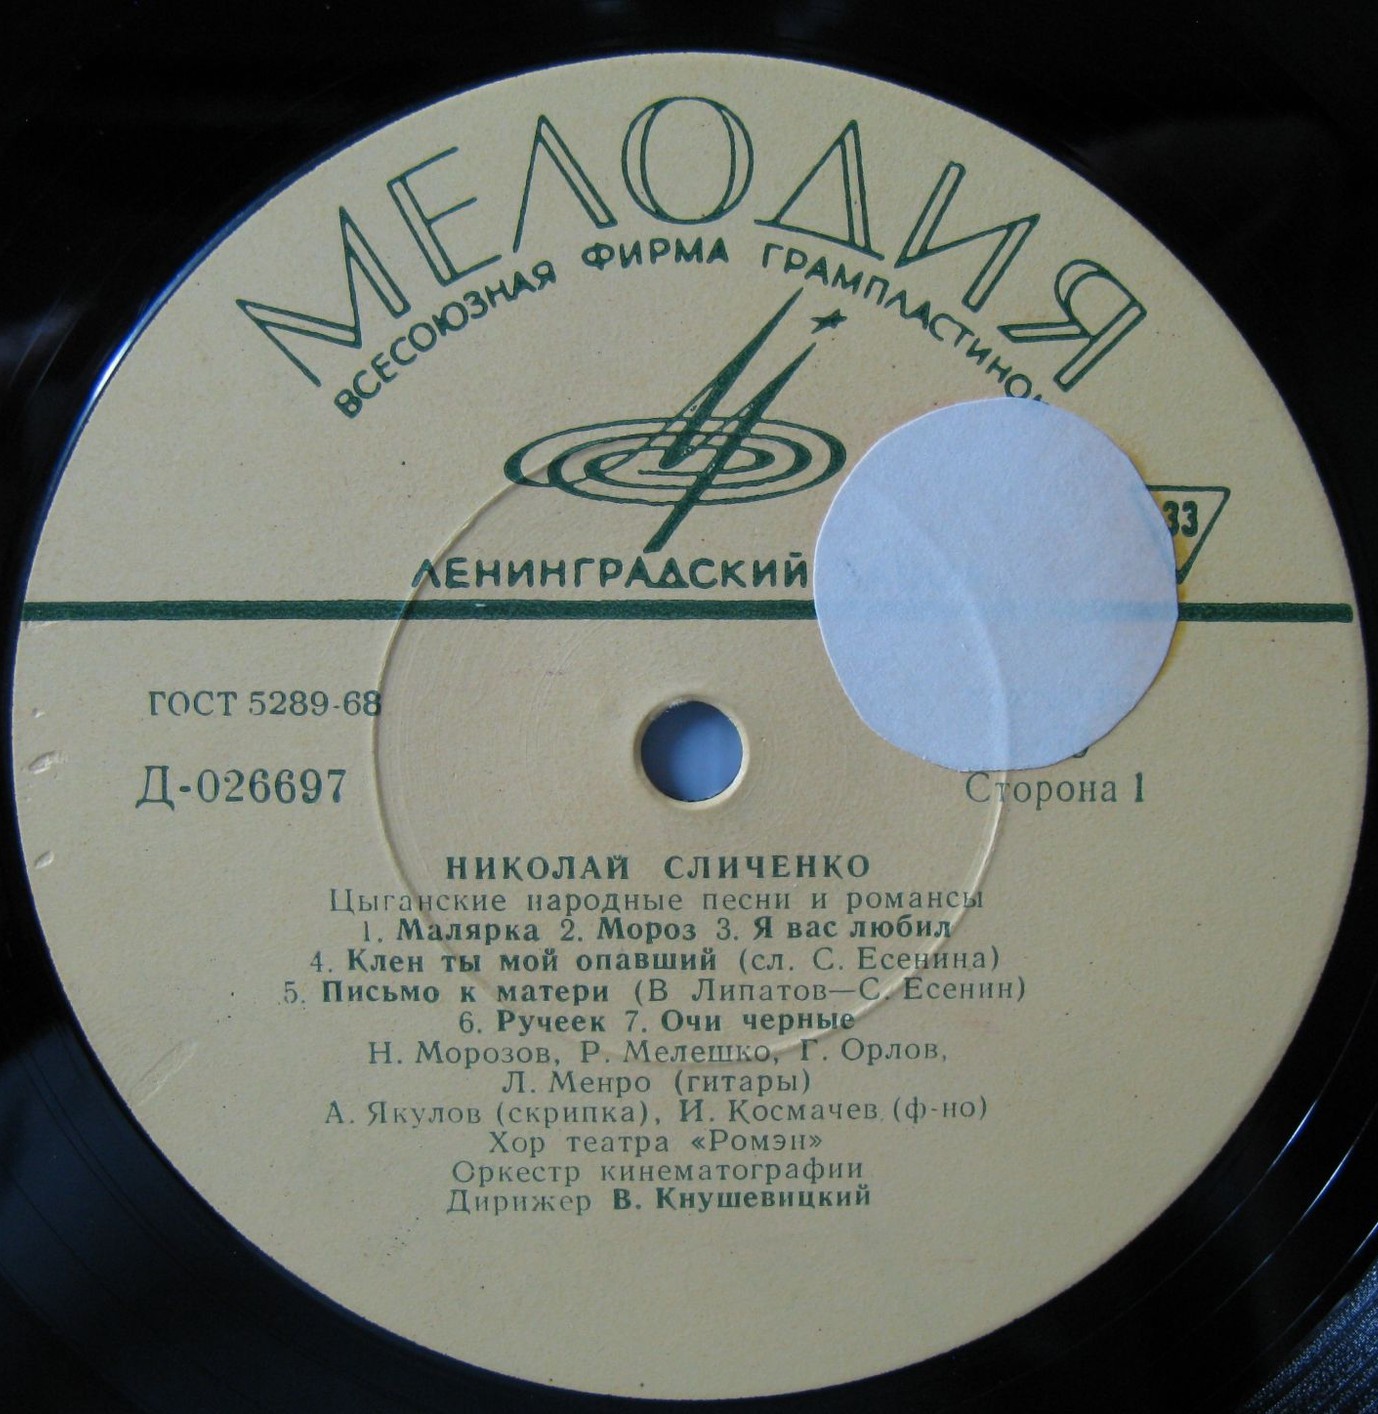 МЕЛОДИЯ
ВСЕСОЮЗНАЯ ФИРМА ГРАМПЛАСТИНОК
33
ЛЕНИНГРАДСКИЙ
ГОСТ 5289-68
Д-026697
Сторона 1
НИКОЛАЙ СЛИЧЕНКО
Цыганские народные песни и романсы
1. Малярка 2. Мороз 3. Я вас любил
4. Клен ты мой опавший (сл. С. Есенина)
5. Письмо к матери (В Липатов—С. Есенин)
6. Ручеек 7. Очи черные
Н. Морозов, Р. Мелешко, Г. Орлов,
Л. Менро (гитары)
А. Якулов (скрипка), И. Космачев (ф-но)
Хор театра «Ромэн»
Оркестр кинематографии
Дирижер В. Кнушевицкий